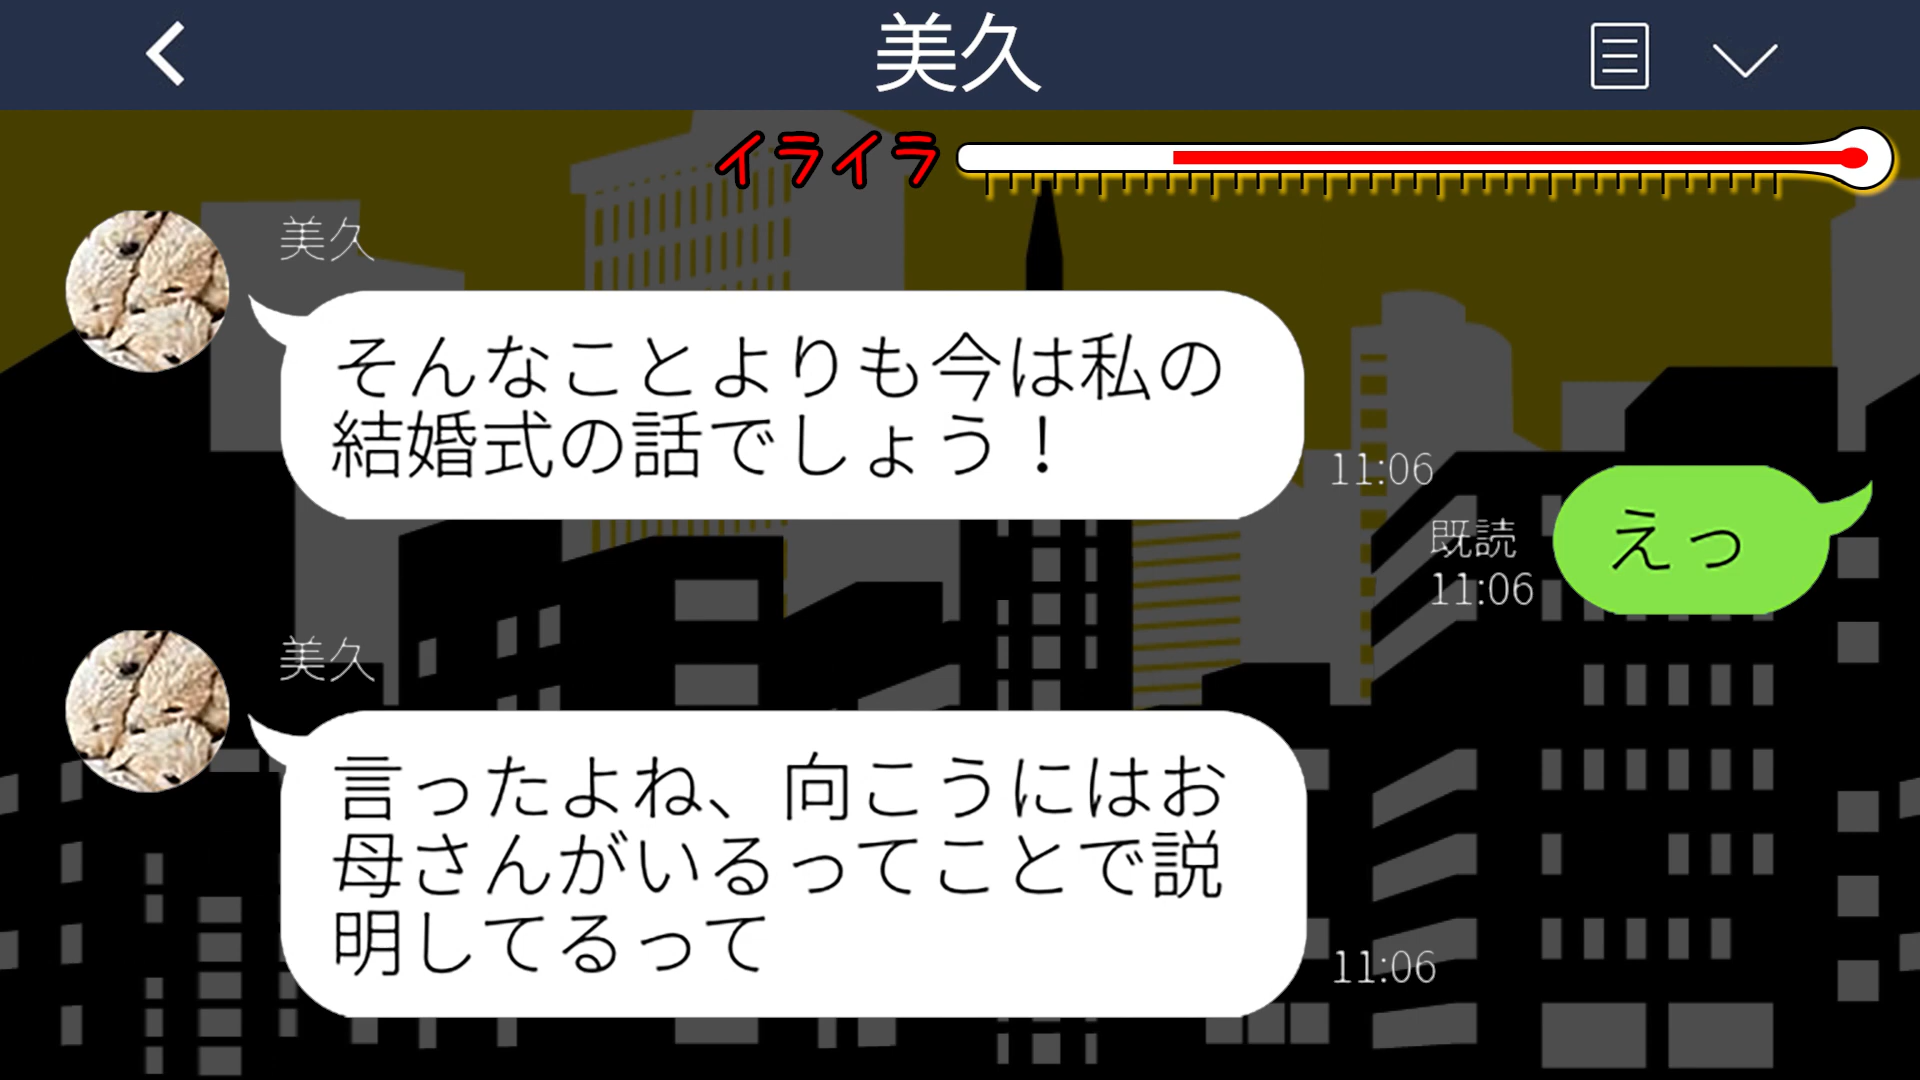 美久
イライラ
美久
そんなことよりも今は私の
結婚式の話でしょう！
11:06
えっ
既読
11:06
美久
言ったよね、向こうにはお
母さんがいるってことで説
明してるって
11:06